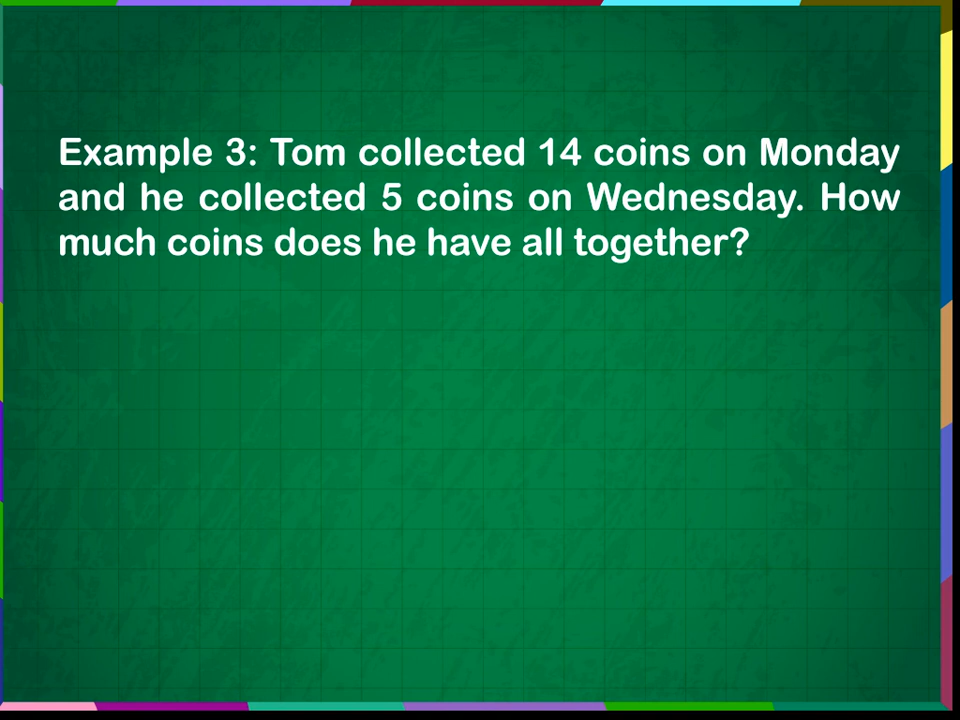 Example 3: Tom collected 14 coins on Monday
and he collected 5 coins on Wednesday. How
much coins does he have all together?